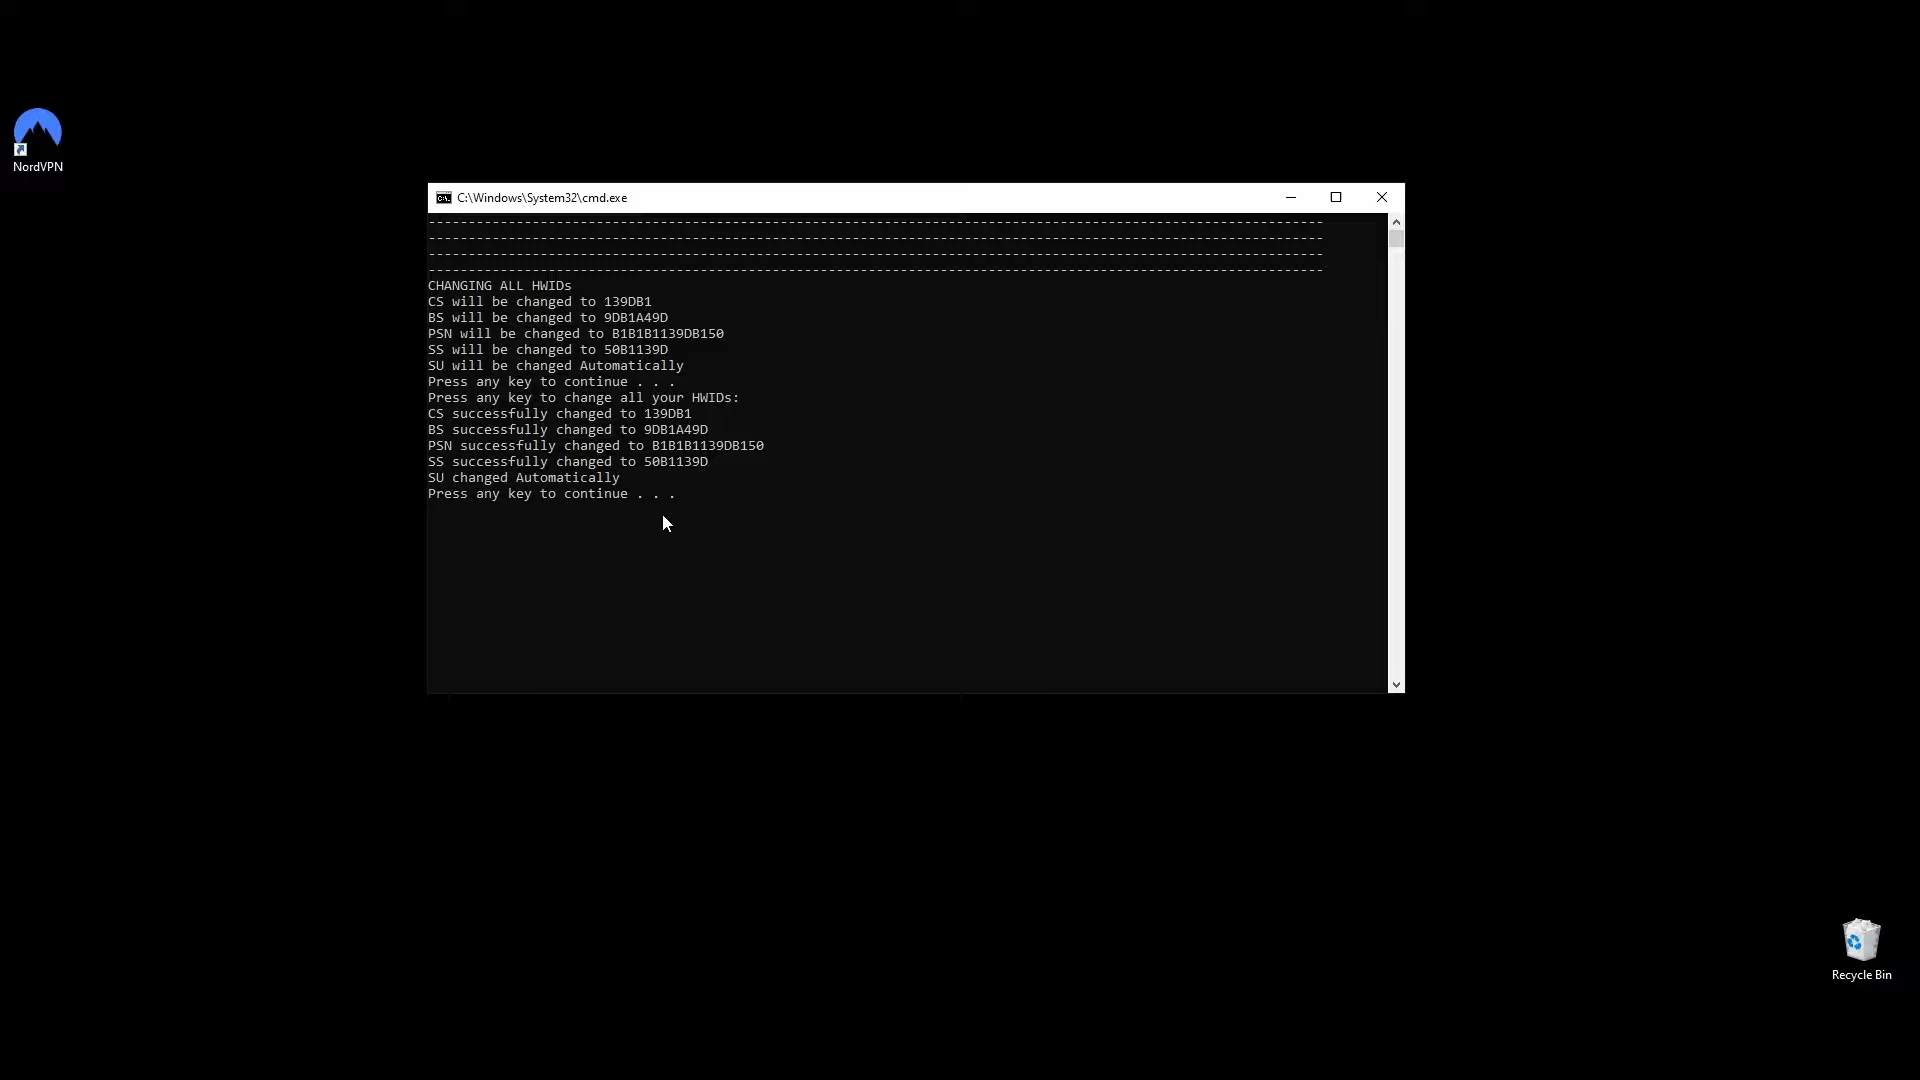 NordVPN
C:\Windows\System32\cmd.exe
----------------------------------------------------------------------------------------------------------------
----------------------------------------------------------------------------------------------------------------
----------------------------------------------------------------------------------------------------------------
----------------------------------------------------------------------------------------------------------------
CHANGING ALL HWIDs
CS will be changed to 139DB1
BS will be changed to 9DB1A49D
PSN will be changed to B1B1B1139DB150
SS will be changed to 50B1139D
SU will be changed Automatically
Press any key to continue . . .
Press any key to change all your HWIDs:
CS successfully changed to 139DB1
BS successfully changed to 9DB1A49D
PSN successfully changed to B1B1B1139DB150
SS successfully changed to 50B1139D
SU changed Automatically
Press any key to continue . . .
Recycle Bin